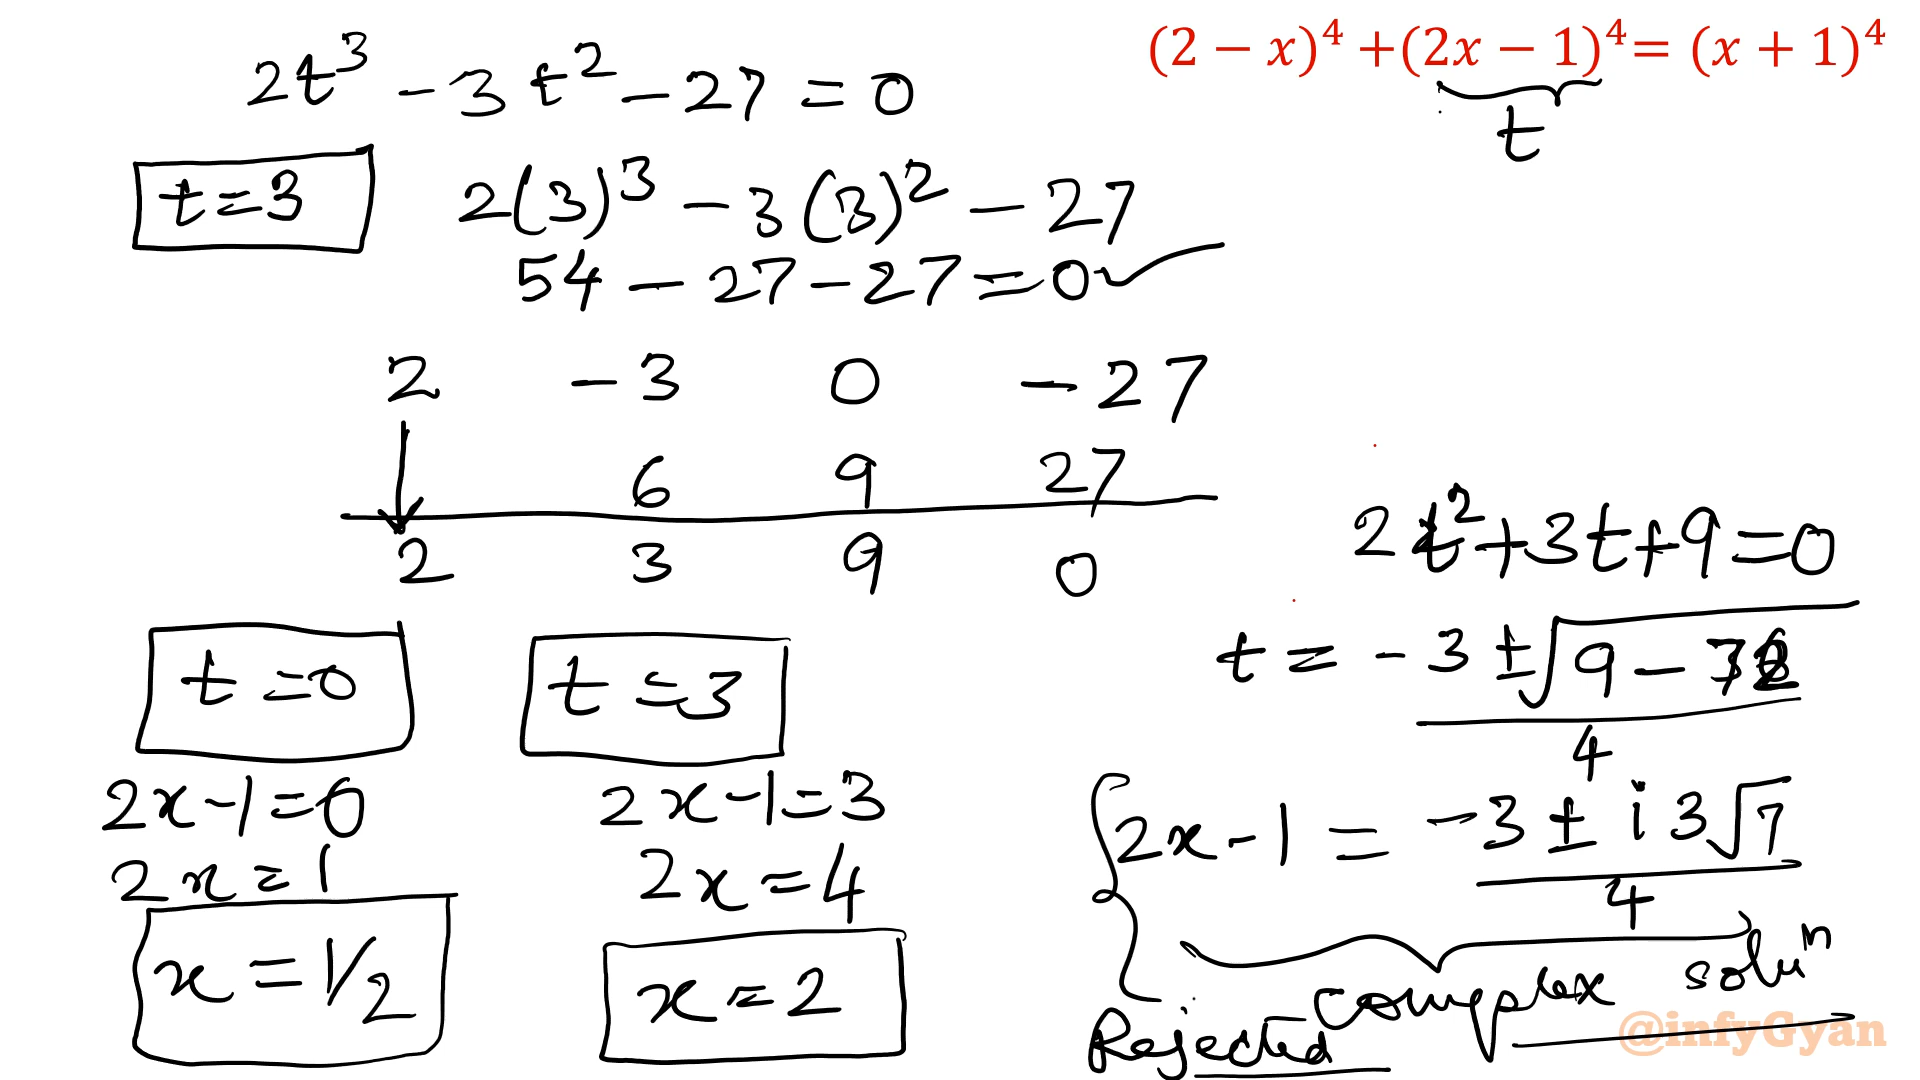 (2 − x)⁴ +(2x − 1)⁴= (x + 1)⁴
t
2t³ − 3t² − 27 = 0
t = 3
2(3)³ − 3(3)² − 27
54 − 27 − 27 = 0 ✓
2 −3 0 −27
6 9 27
2 3 9 0
2t²+3t+9=0
t = -3 ± √9 − 72
4
t = 0
t = 3
2x−1=0
2x = 1
x = 1/2
2x−1=3
2x = 4
x = 2
2x − 1 = −3 ± i 3√7
4
complex soluⁿ
Rejected
@infyGyan